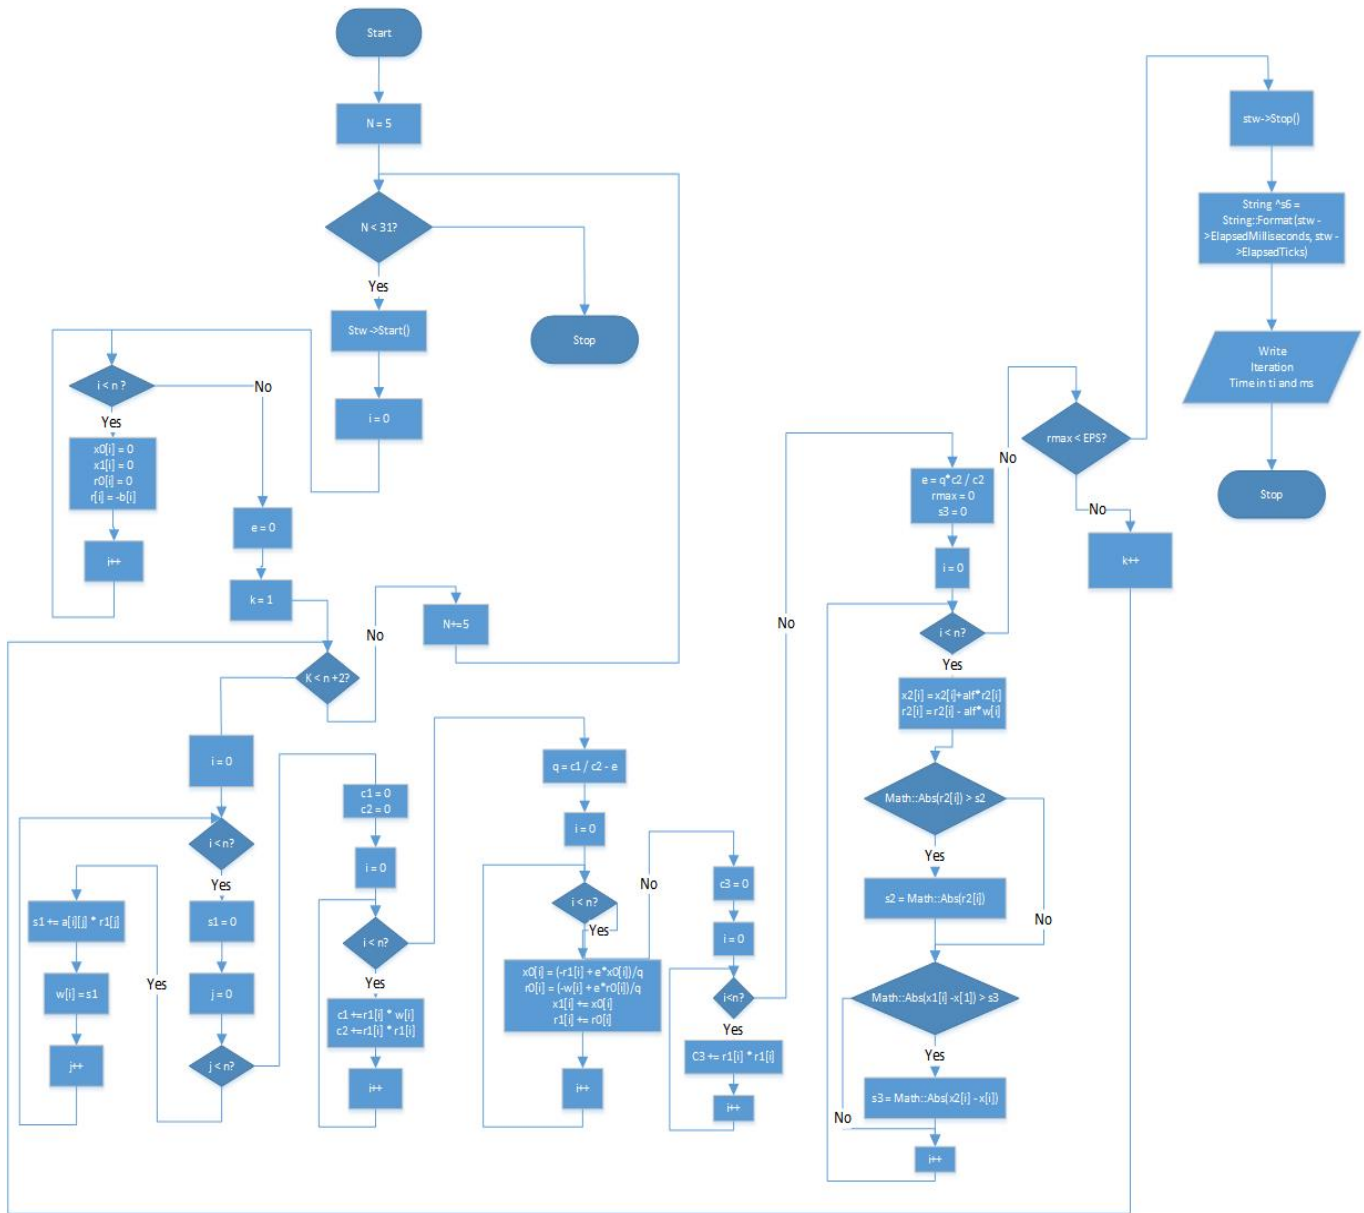 Start
N = 5
N < 31?
Yes
Stw ->Start()
Stop
i = 0
i < n ?
No
Yes
x0[i] = 0
x1[i] = 0
r0[i] = 0
r[i] = -b[i]
i++
e = 0
k = 1
K < n +2?
No
N+=5
i = 0
i < n?
Yes
s1 = 0
j = 0
j < n?
Yes
s1 += a[i][j] * r1[j]
w[i] = s1
j++
c1 = 0
c2 = 0
i = 0
i < n?
Yes
c1 +=r1[i] * w[i]
c2 +=r1[i] * r1[i]
i++
q = c1 / c2 - e
i = 0
i < n?
Yes
x0[i] = (-r1[i] + e*x0[i])/q
r0[i] = (-w[i] + e*r0[i])/q
x1[i] += x0[i]
r1[i] += r0[i]
i++
No
c3 = 0
i = 0
i<n?
Yes
C3 += r1[i] * r1[i]
i++
No
e = q*c2 / c2
rmax = 0
s3 = 0
i = 0
i < n?
Yes
No
x2[i] = x2[i]+alf*r2[i]
r2[i] = r2[i] - alf*w[i]
Math::Abs(r2[i]) > s2
Yes
No
s2 = Math::Abs(r2[i])
Math::Abs(x1[i] -x[1]) > s3
Yes
No
s3 = Math::Abs(x2[i] - x[i])
i++
rmax < EPS?
No
k++
stw->Stop()
String ^s6 =
String::Format(stw -
>ElapsedMilliseconds, stw -
>ElapsedTicks)
Write
Iteration
Time in ti and ms
Stop